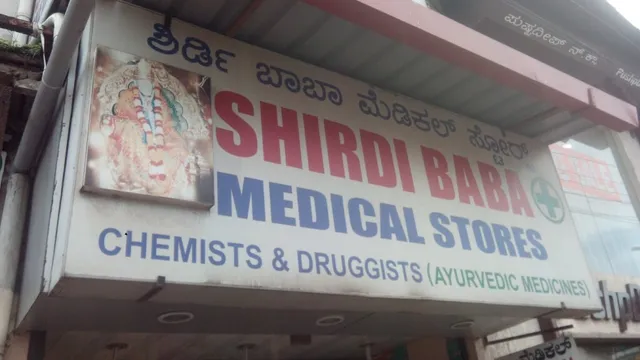 ಶಿರ್ಡಿ ಬಾಬಾ ಮೆಡಿಕಲ್ ಸ್ಟೋರ್
SHIRDI BABA
MEDICAL STORES
CHEMISTS & DRUGGISTS (AYURVEDIC MEDICINES)